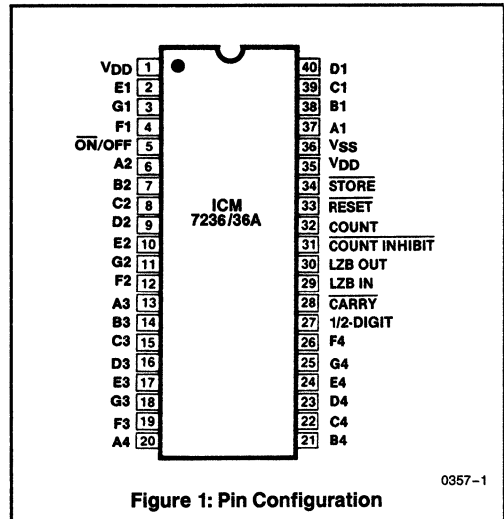 VDD 1
E1 2
G1 3
F1 4
ON/OFF 5
A2 6
B2 7
C2 8
D2 9
E2 10
G2 11
F2 12
A3 13
B3 14
C3 15
D3 16
E3 17
G3 18
F3 19
A4 20
ICM
7236/36A
40 D1
39 C1
38 B1
37 A1
36 VSS
35 VDD
34 STORE
33 RESET
32 COUNT
31 COUNT INHIBIT
30 LZB OUT
29 LZB IN
28 CARRY
27 1/2-DIGIT
26 F4
25 G4
24 E4
23 D4
22 C4
21 B4
0357-1
Figure 1: Pin Configuration